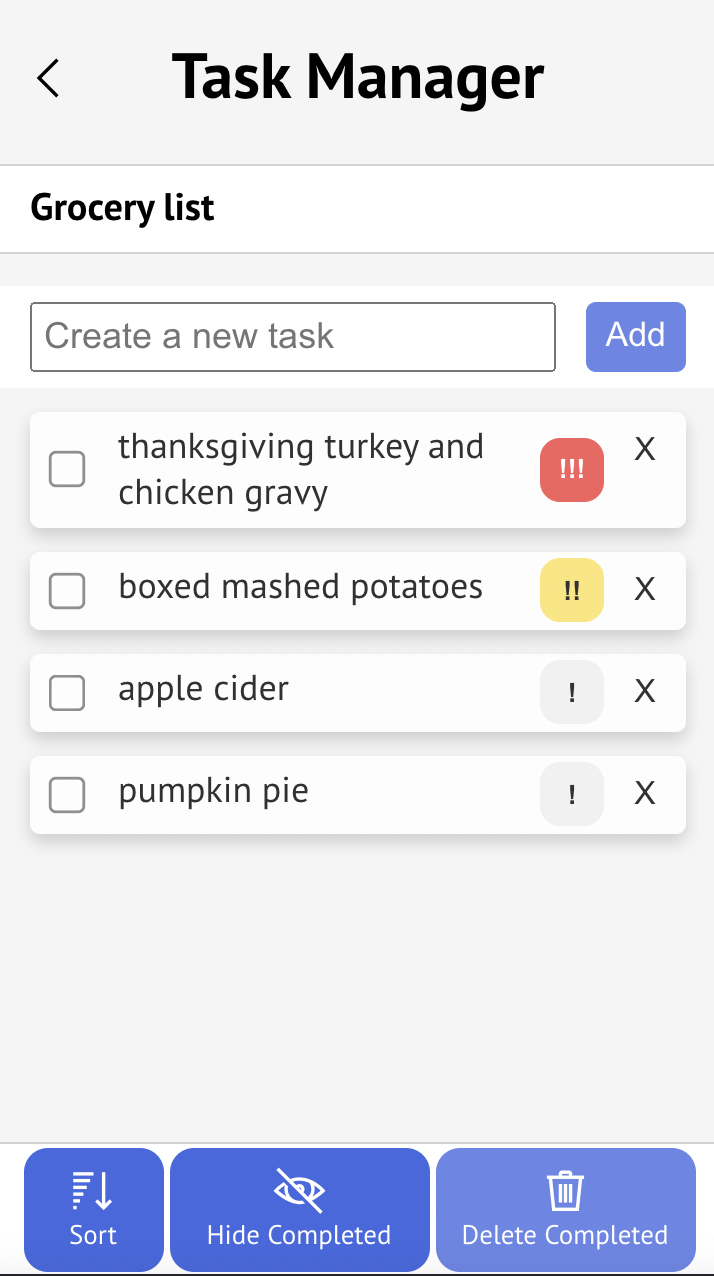 Task Manager
Grocery list
Create a new task
Add
thanksgiving turkey and
chicken gravy
!!!
X
boxed mashed potatoes
!!
X
apple cider
!
X
pumpkin pie
!
X
Sort
Hide Completed
Delete Completed